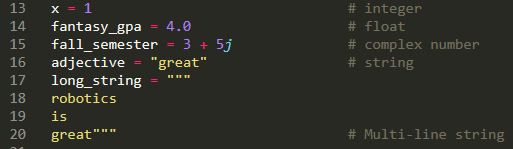 13 x = 1 # integer
14 fantasy_gpa = 4.0 # float
15 fall_semester = 3 + 5j # complex number
16 adjective = "great" # string
17 long_string = """
18 robotics
19 is
20 great""" # Multi-line string